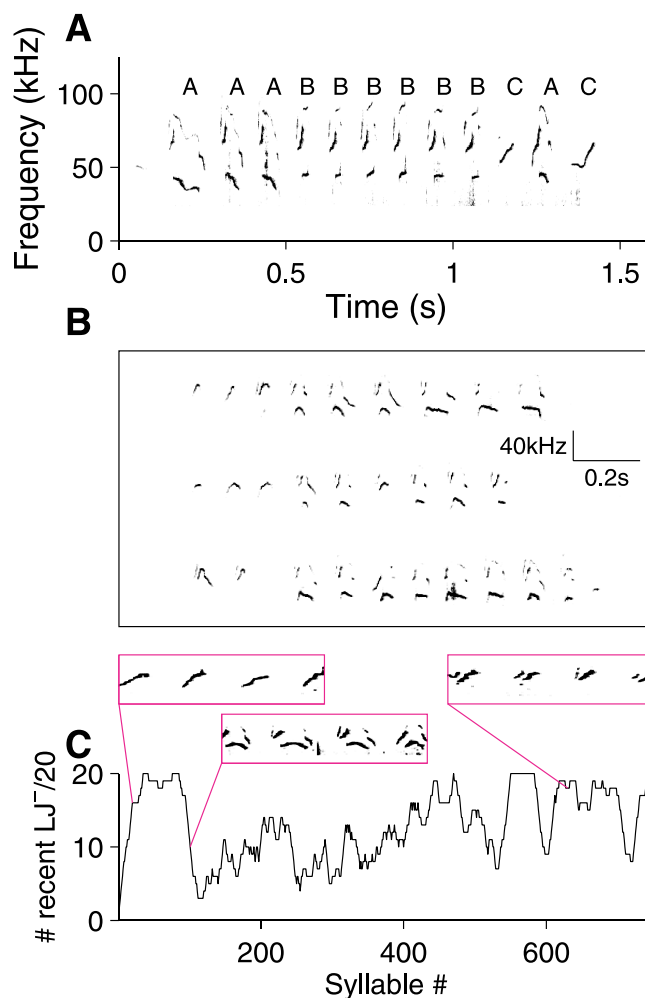 A
A A A B B B B B B C A C
Frequency (kHz)
100
50
0
0 0.5 1 1.5
Time (s)
B
40kHz
0.2s
C
# recent LJ⁻/20
20
10
0
200 400 600
Syllable #